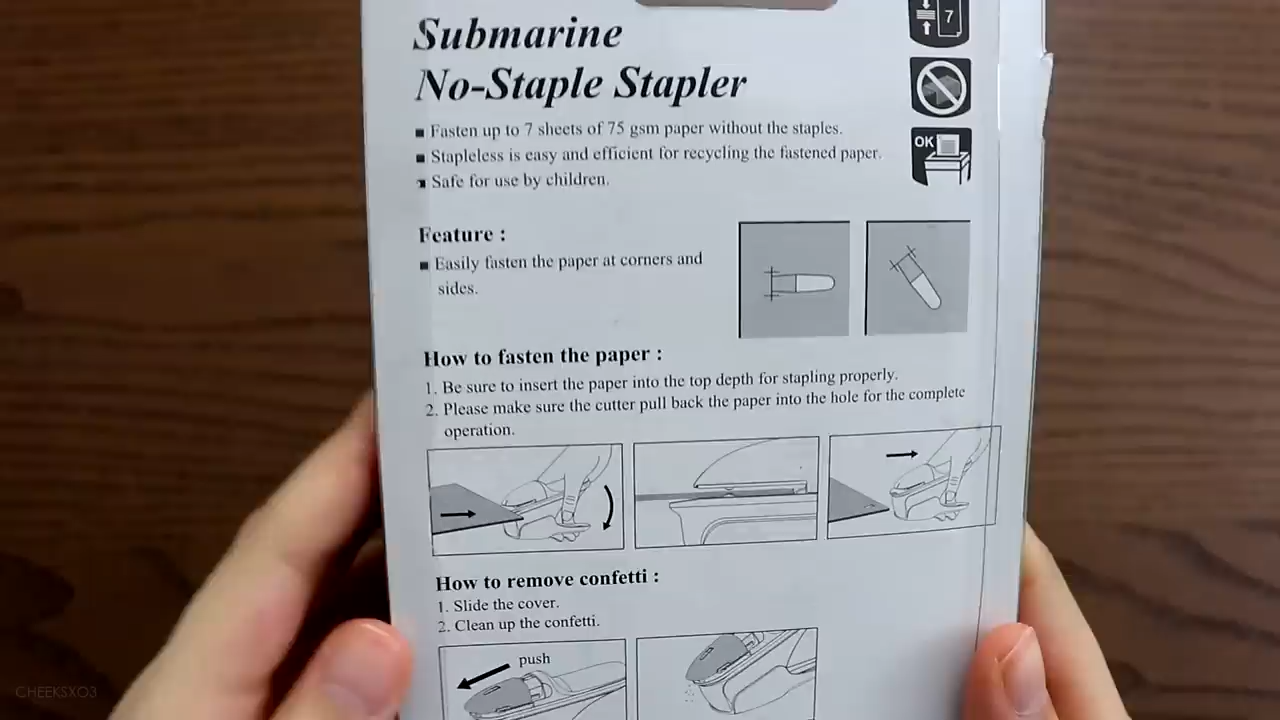 Submarine
No-Staple Stapler
▪ Fasten up to 7 sheets of 75 gsm paper without the staples.
▪ Stapleless is easy and efficient for recycling the fastened paper.
▪ Safe for use by children.
7
OK
Feature :
▪ Easily fasten the paper at corners and
sides.
How to fasten the paper :
1. Be sure to insert the paper into the top depth for stapling properly.
2. Please make sure the cutter pull back the paper into the hole for the complete
operation.
How to remove confetti :
1. Slide the cover.
2. Clean up the confetti.
push
CHEEKSXO3